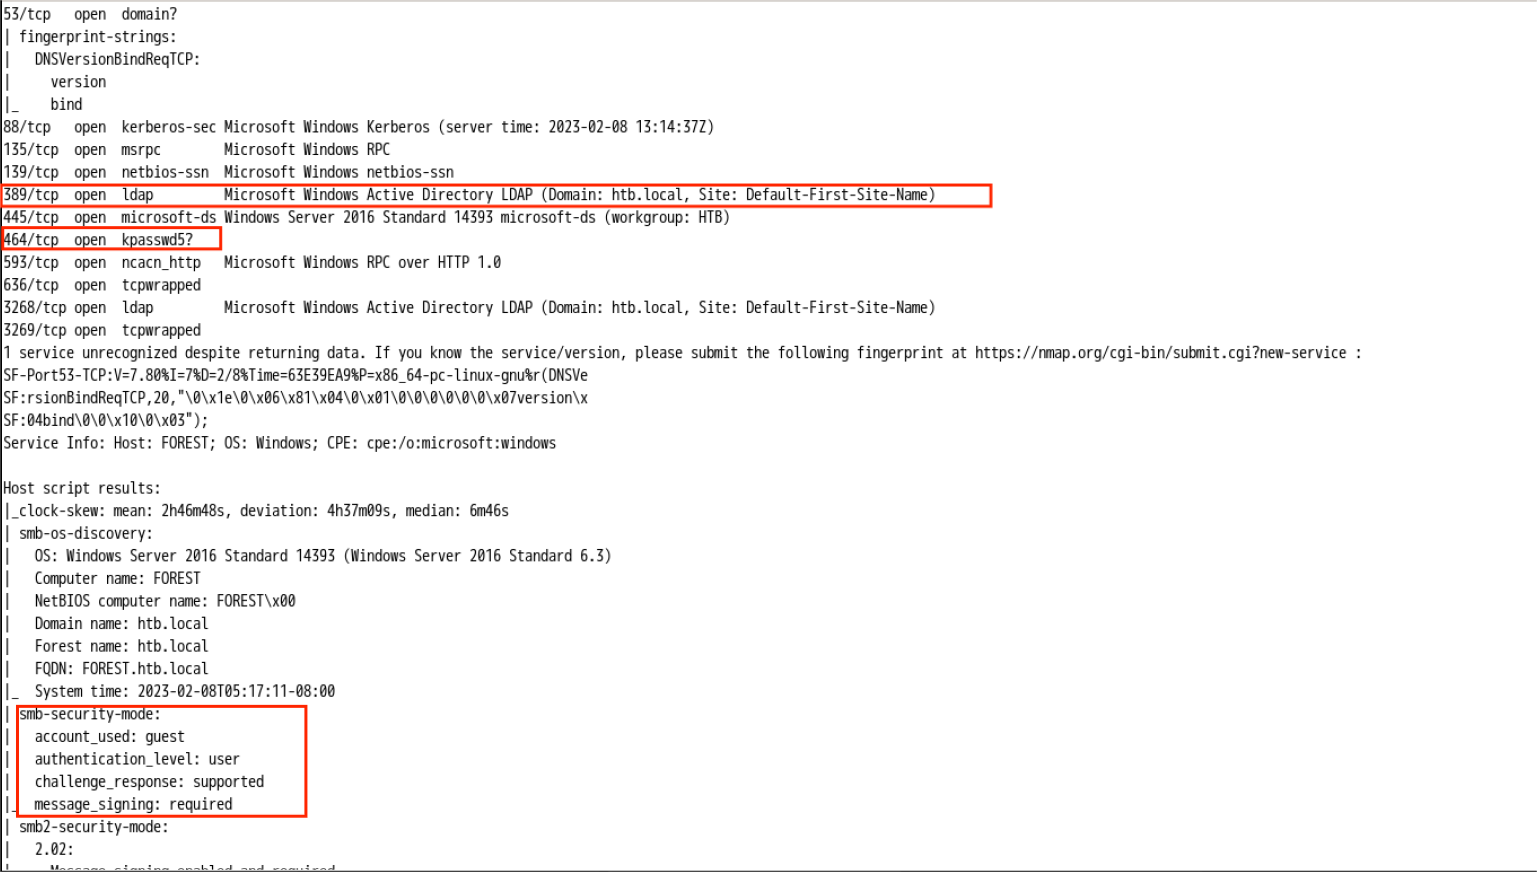 53/tcp   open  domain?
| fingerprint-strings:
|   DNSVersionBindReqTCP:
|     version
|_    bind
88/tcp   open  kerberos-sec Microsoft Windows Kerberos (server time: 2023-02-08 13:14:37Z)
135/tcp  open  msrpc        Microsoft Windows RPC
139/tcp  open  netbios-ssn  Microsoft Windows netbios-ssn
389/tcp  open  ldap         Microsoft Windows Active Directory LDAP (Domain: htb.local, Site: Default-First-Site-Name)
445/tcp  open  microsoft-ds Windows Server 2016 Standard 14393 microsoft-ds (workgroup: HTB)
464/tcp  open  kpasswd5?
593/tcp  open  ncacn_http   Microsoft Windows RPC over HTTP 1.0
636/tcp  open  tcpwrapped
3268/tcp open  ldap         Microsoft Windows Active Directory LDAP (Domain: htb.local, Site: Default-First-Site-Name)
3269/tcp open  tcpwrapped
1 service unrecognized despite returning data. If you know the service/version, please submit the following fingerprint at https://nmap.org/cgi-bin/submit.cgi?new-service :
SF-Port53-TCP:V=7.80%I=7%D=2/8%Time=63E39EA9%P=x86_64-pc-linux-gnu%r(DNSVe
SF:rsionBindReqTCP,20,"\0\x1e\0\x06\x81\x04\0\x01\0\0\0\0\0\0\x07version\x
SF:04bind\0\0\x10\0\x03");
Service Info: Host: FOREST; OS: Windows; CPE: cpe:/o:microsoft:windows

Host script results:
|_clock-skew: mean: 2h46m48s, deviation: 4h37m09s, median: 6m46s
| smb-os-discovery:
|   OS: Windows Server 2016 Standard 14393 (Windows Server 2016 Standard 6.3)
|   Computer name: FOREST
|   NetBIOS computer name: FOREST\x00
|   Domain name: htb.local
|   Forest name: htb.local
|   FQDN: FOREST.htb.local
|_  System time: 2023-02-08T05:17:11-08:00
| smb-security-mode:
|   account_used: guest
|   authentication_level: user
|   challenge_response: supported
|_  message_signing: required
| smb2-security-mode:
|   2.02:
|     Message signing enabled and required